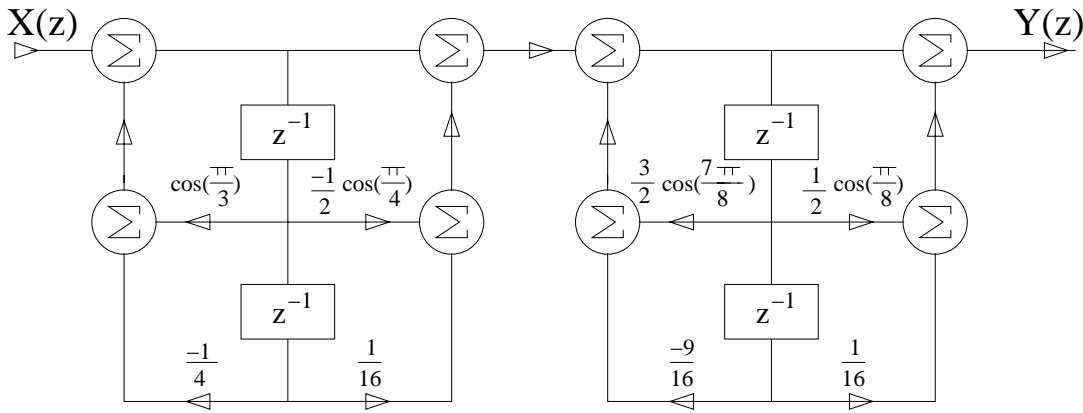 X(z) Σ Σ Σ Σ Y(z)
z⁻¹ z⁻¹
cos(π/3) -1/2 cos(π/4) 3/2 cos(7π/8) 1/2 cos(π/8)
Σ Σ Σ Σ
z⁻¹ z⁻¹
-1/4 1/16 -9/16 1/16